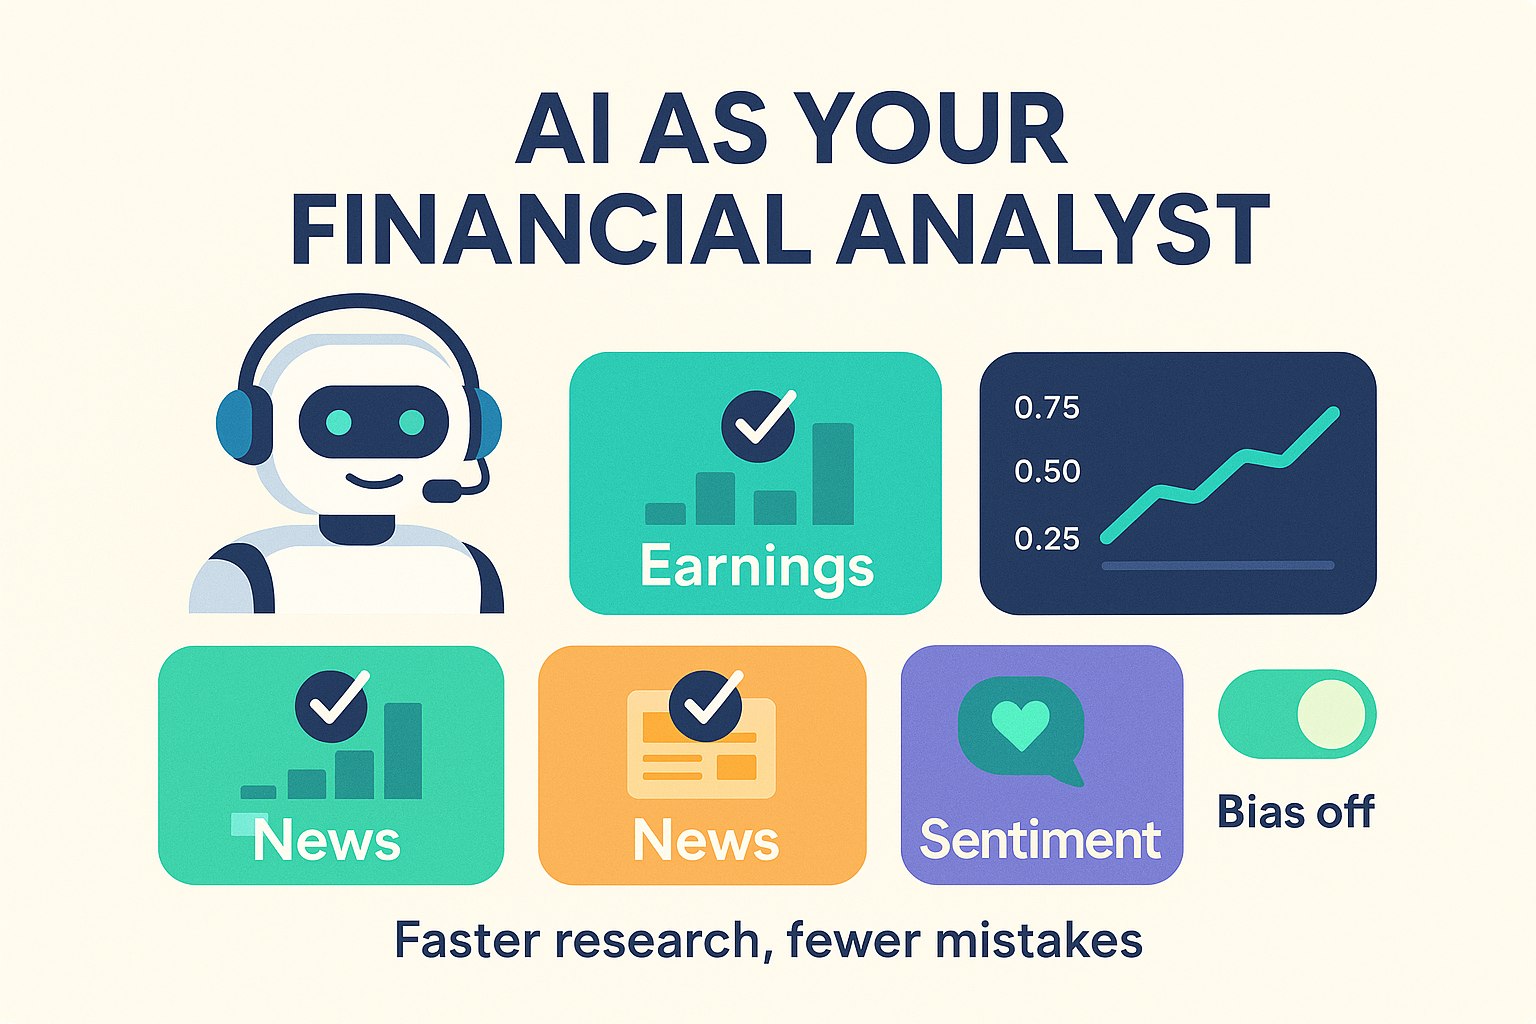 AI AS YOUR
FINANCIAL ANALYST
Earnings
0.75
0.50
0.25
News
News
Sentiment
Bias off
Faster research, fewer mistakes